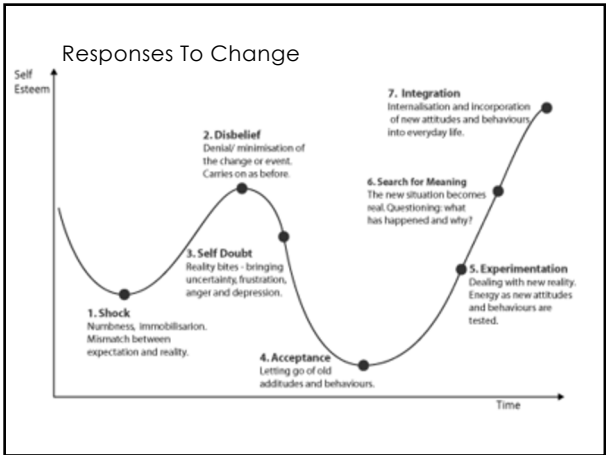 Responses To Change
Self
Esteem
7. Integration
Internalisation and incorporation
of new attitudes and behaviours
into everyday life.
2. Disbelief
Denial/ minimisation of
the change or event.
Carries on as before.
6. Search for Meaning
The new situation becomes
real. Questioning: what
has happened and why?
3. Self Doubt
Reality bites - bringing
uncertainty, frustration,
anger and depression.
5. Experimentation
Dealing with new reality.
Energy as new attitudes
and behaviours are
tested.
1. Shock
Numbness, immobilisarion.
Mismatch between
expectation and reality.
4. Acceptance
Letting go of old
additudes and behaviours.
Time